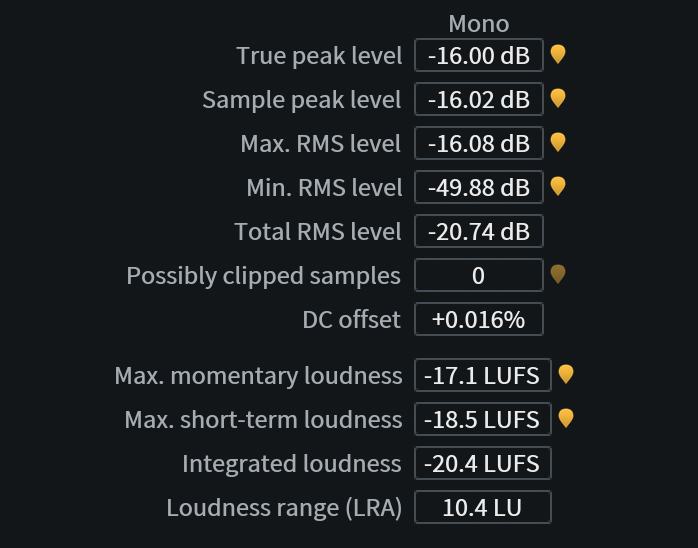 Mono
True peak level -16.00 dB
Sample peak level -16.02 dB
Max. RMS level -16.08 dB
Min. RMS level -49.88 dB
Total RMS level -20.74 dB
Possibly clipped samples 0
DC offset +0.016%
Max. momentary loudness -17.1 LUFS
Max. short-term loudness -18.5 LUFS
Integrated loudness -20.4 LUFS
Loudness range (LRA) 10.4 LU